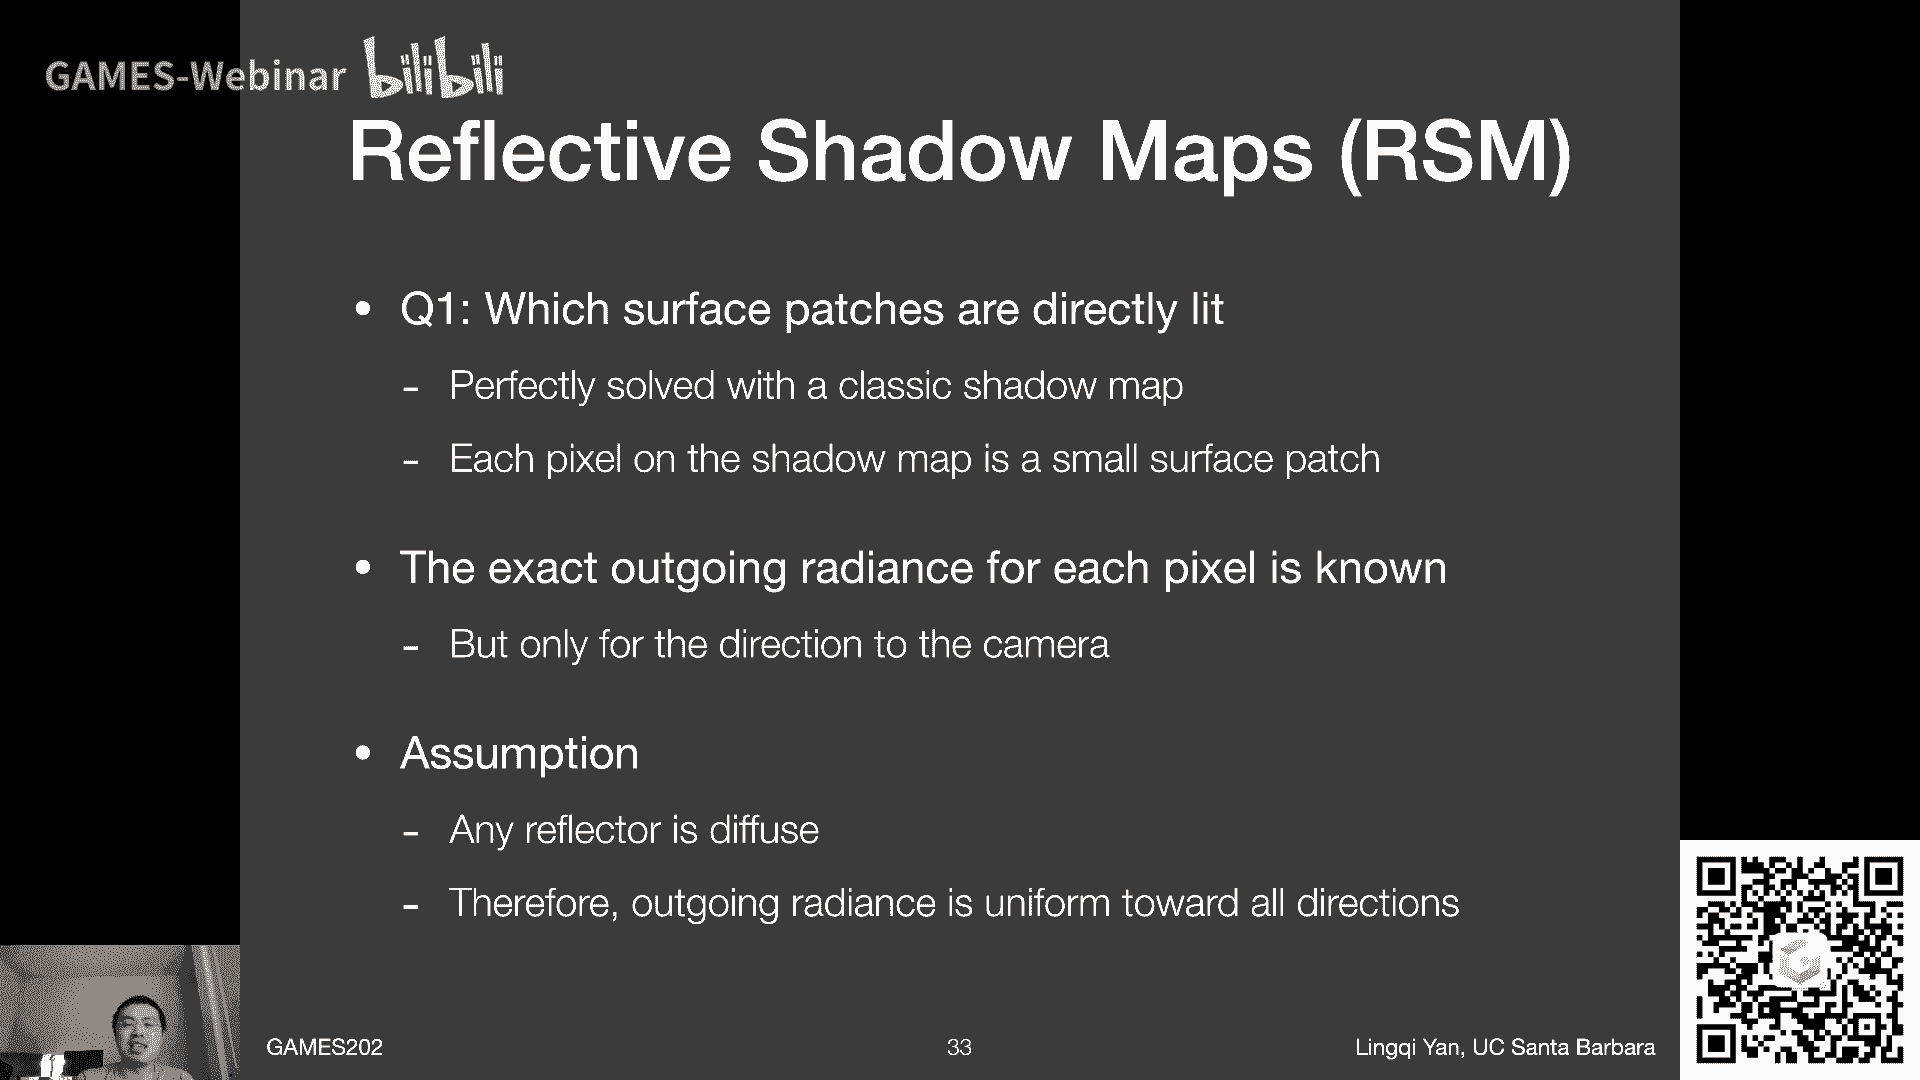 GAMES-Webinar bilibili
Reflective Shadow Maps (RSM)
• Q1: Which surface patches are directly lit
- Perfectly solved with a classic shadow map
- Each pixel on the shadow map is a small surface patch
• The exact outgoing radiance for each pixel is known
- But only for the direction to the camera
• Assumption
- Any reflector is diffuse
- Therefore, outgoing radiance is uniform toward all directions
GAMES202
33
Lingqi Yan, UC Santa Barbara